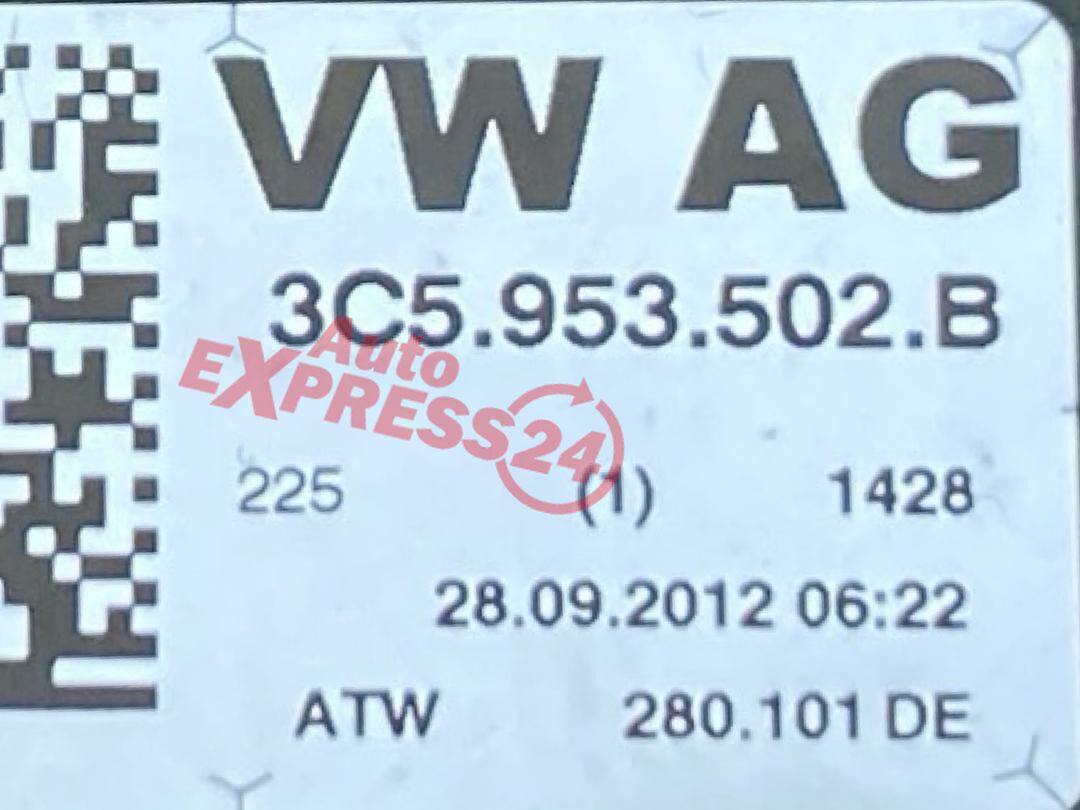 VW AG
3C5.953.502.B
Auto
EXPRESS24
225 (1) 1428
28.09.2012 06:22
ATW 280.101 DE